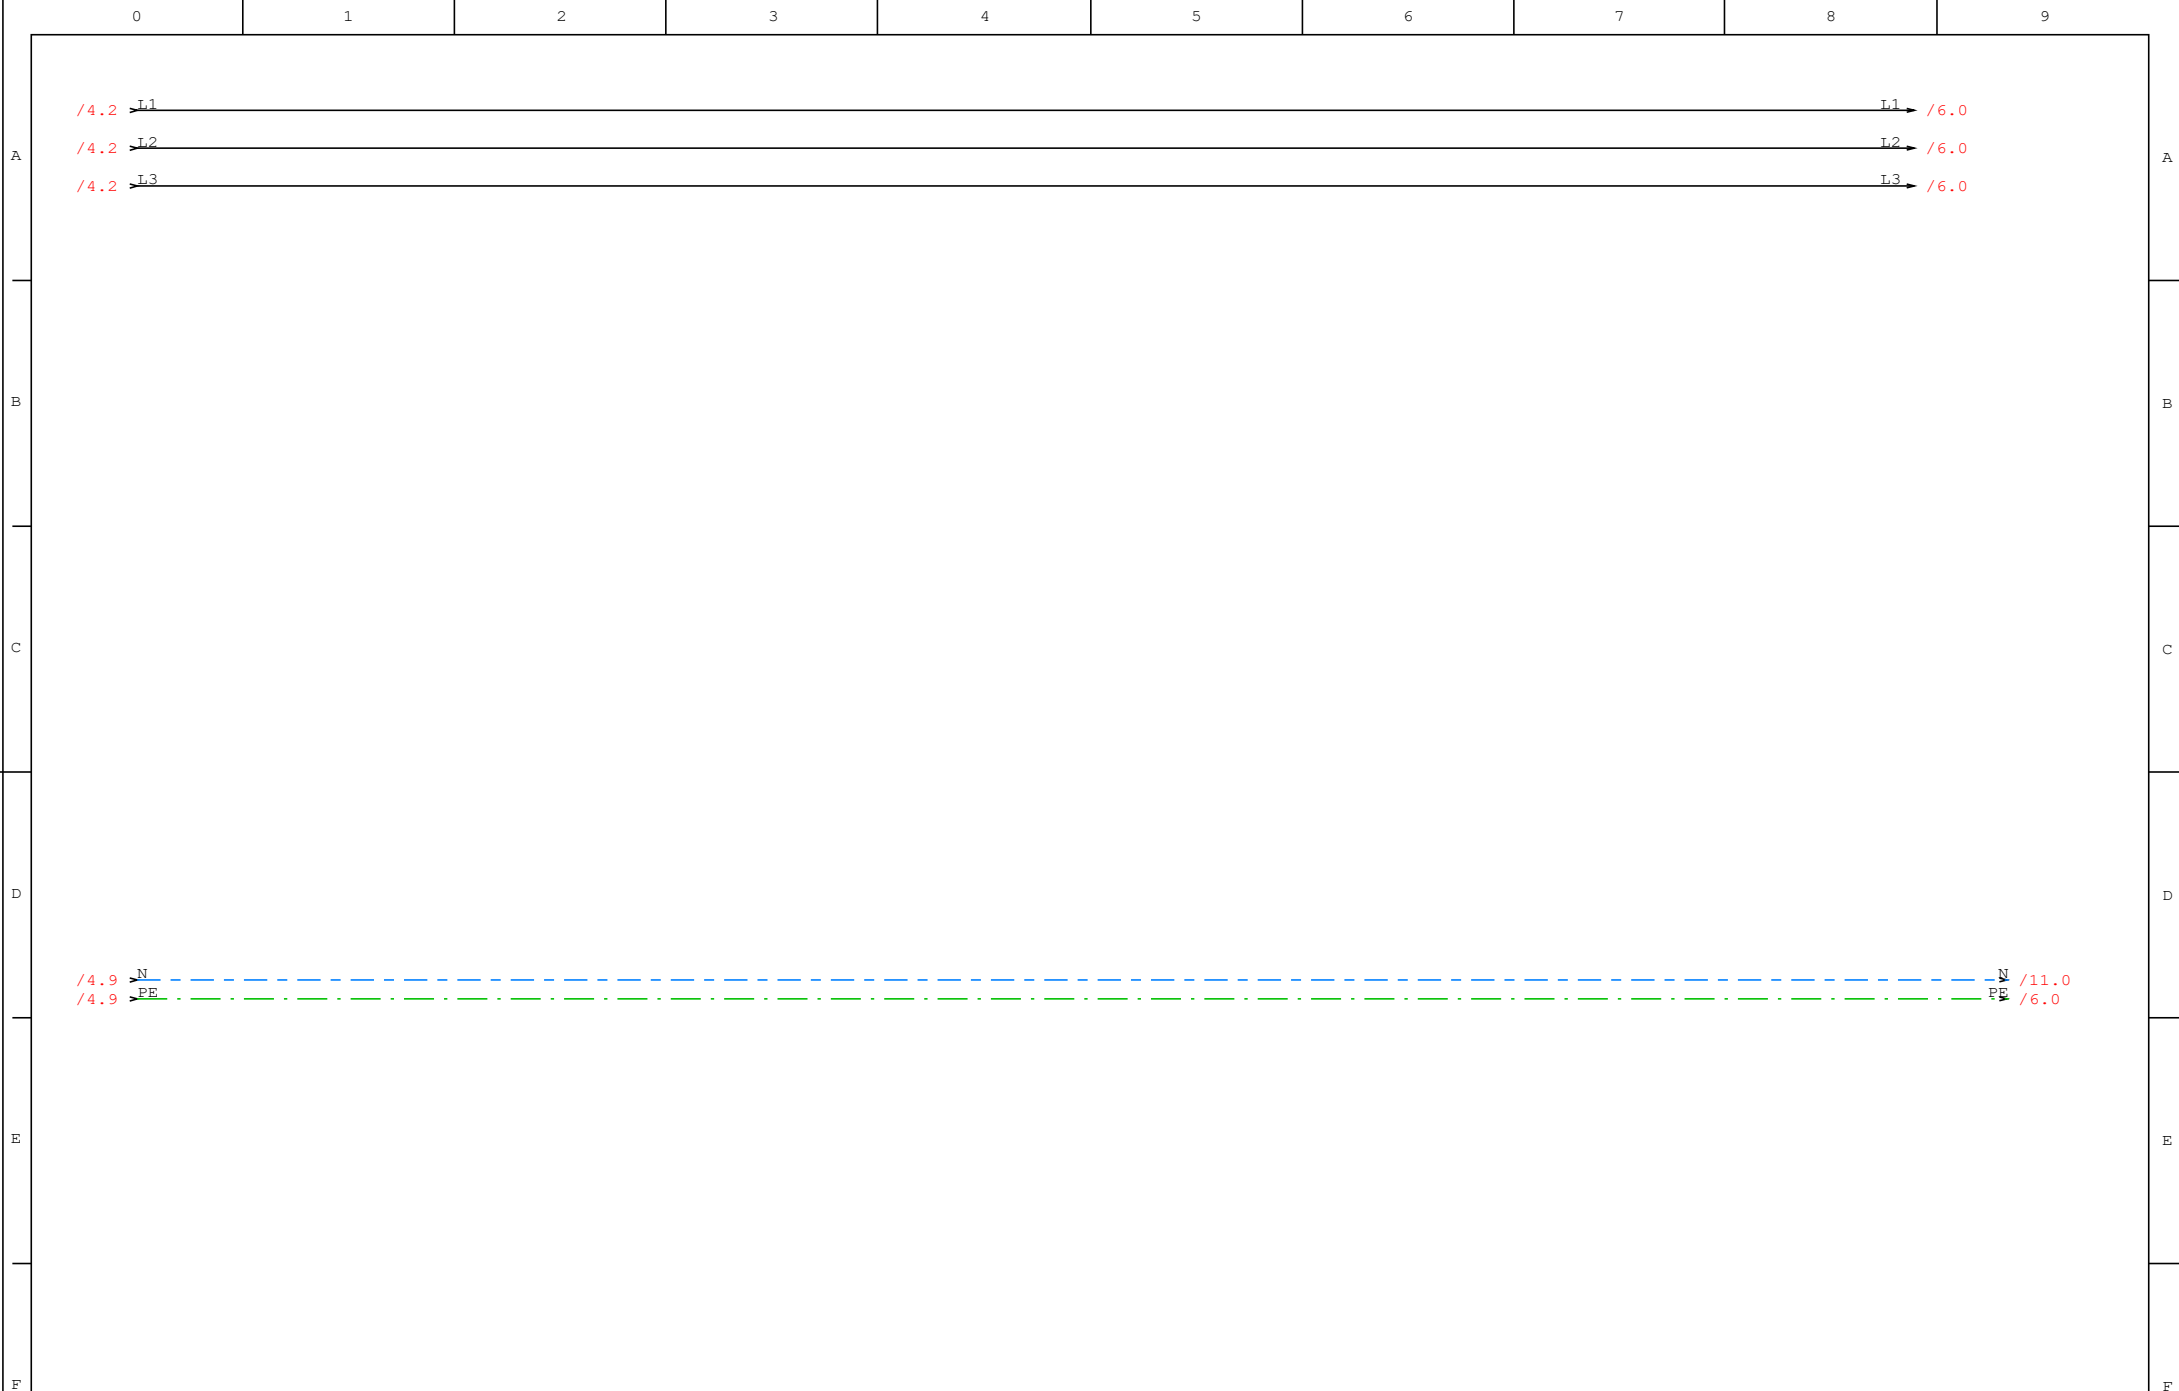 0 1 2 3 4 5 6 7 8 9
/4.2 L1 L1 /6.0
/4.2 L2 L2 /6.0
A A
/4.2 L3 L3 /6.0
B B
C C
D D
/4.9 N N /11.0
/4.9 PE PE /6.0
E E
F F